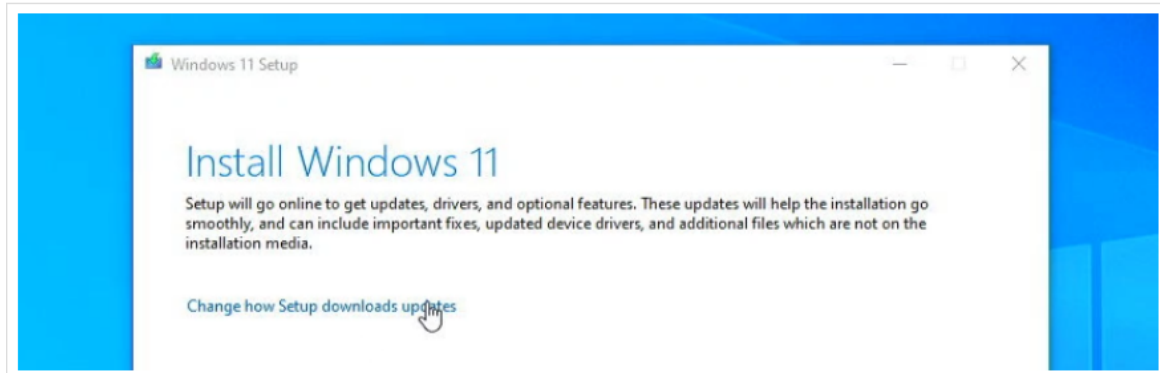 Windows 11 Setup
Install Windows 11
Setup will go online to get updates, drivers, and optional features. These updates will help the installation go
smoothly, and can include important fixes, updated device drivers, and additional files which are not on the
installation media.
Change how Setup downloads updates